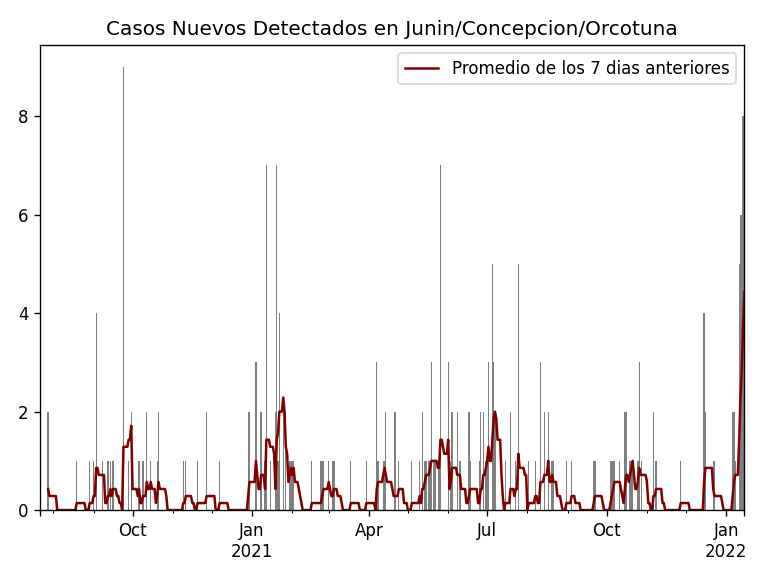 Casos Nuevos Detectados en Junin/Concepcion/Orcotuna
Promedio de los 7 dias anteriores
8
6
4
2
0
Oct Jan Apr Jul Oct Jan
2021 2022